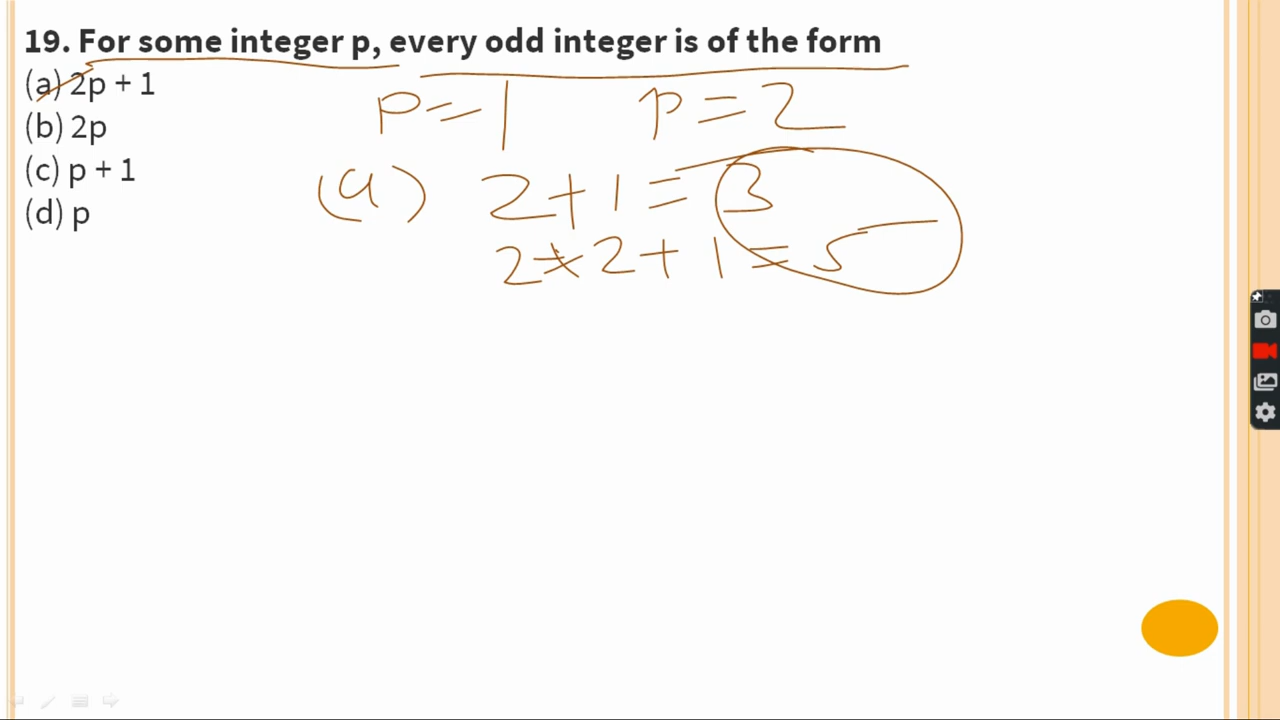 19. For some integer p, every odd integer is of the form
(a) 2p + 1
(b) 2p
(c) p + 1
(d) p
P=1 p=2
(a) 2+1=3
2*2+1=5